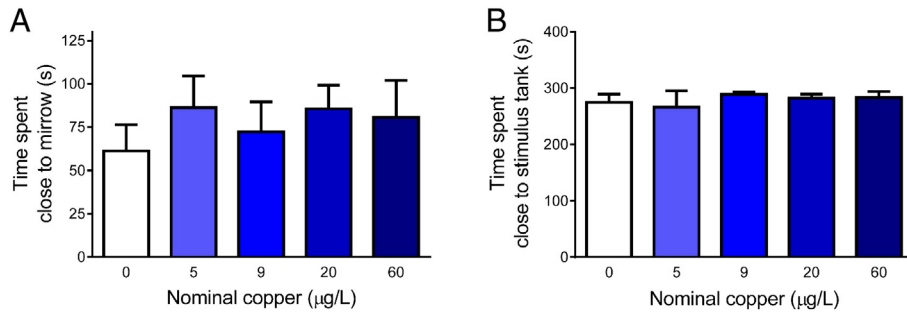 A
Time spent
close to mirrow (s)
125
100
75
50
25
0
0 5 9 20 60
Nominal copper (μg/L)
B
Time spent
close to stimulus tank (s)
400
300
200
100
0
0 5 9 20 60
Nominal copper (μg/L)